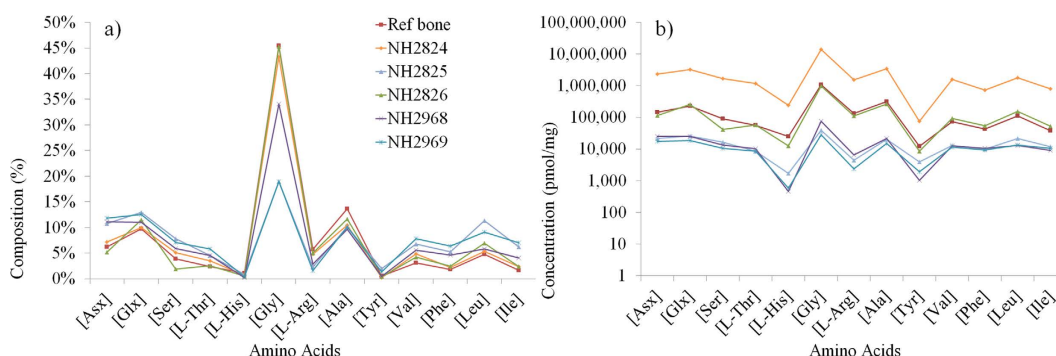 a)
Composition (%)
50%
45%
40%
35%
30%
25%
20%
15%
10%
5%
0%
Ref bone
NH2824
NH2825
NH2826
NH2968
NH2969
[Asx]
[Glx]
[Ser]
[L-Thr]
[L-His]
[Gly]
[L-Arg]
[Ala]
[Tyr]
[Val]
[Phe]
[Leu]
[Ile]
Amino Acids
b)
Concentration (pmol/mg)
100,000,000
10,000,000
1,000,000
100,000
10,000
1,000
100
10
1
[Asx]
[Glx]
[Ser]
[L-Thr]
[L-His]
[Gly]
[L-Arg]
[Ala]
[Tyr]
[Val]
[Phe]
[Leu]
[Ile]
Amino Acids